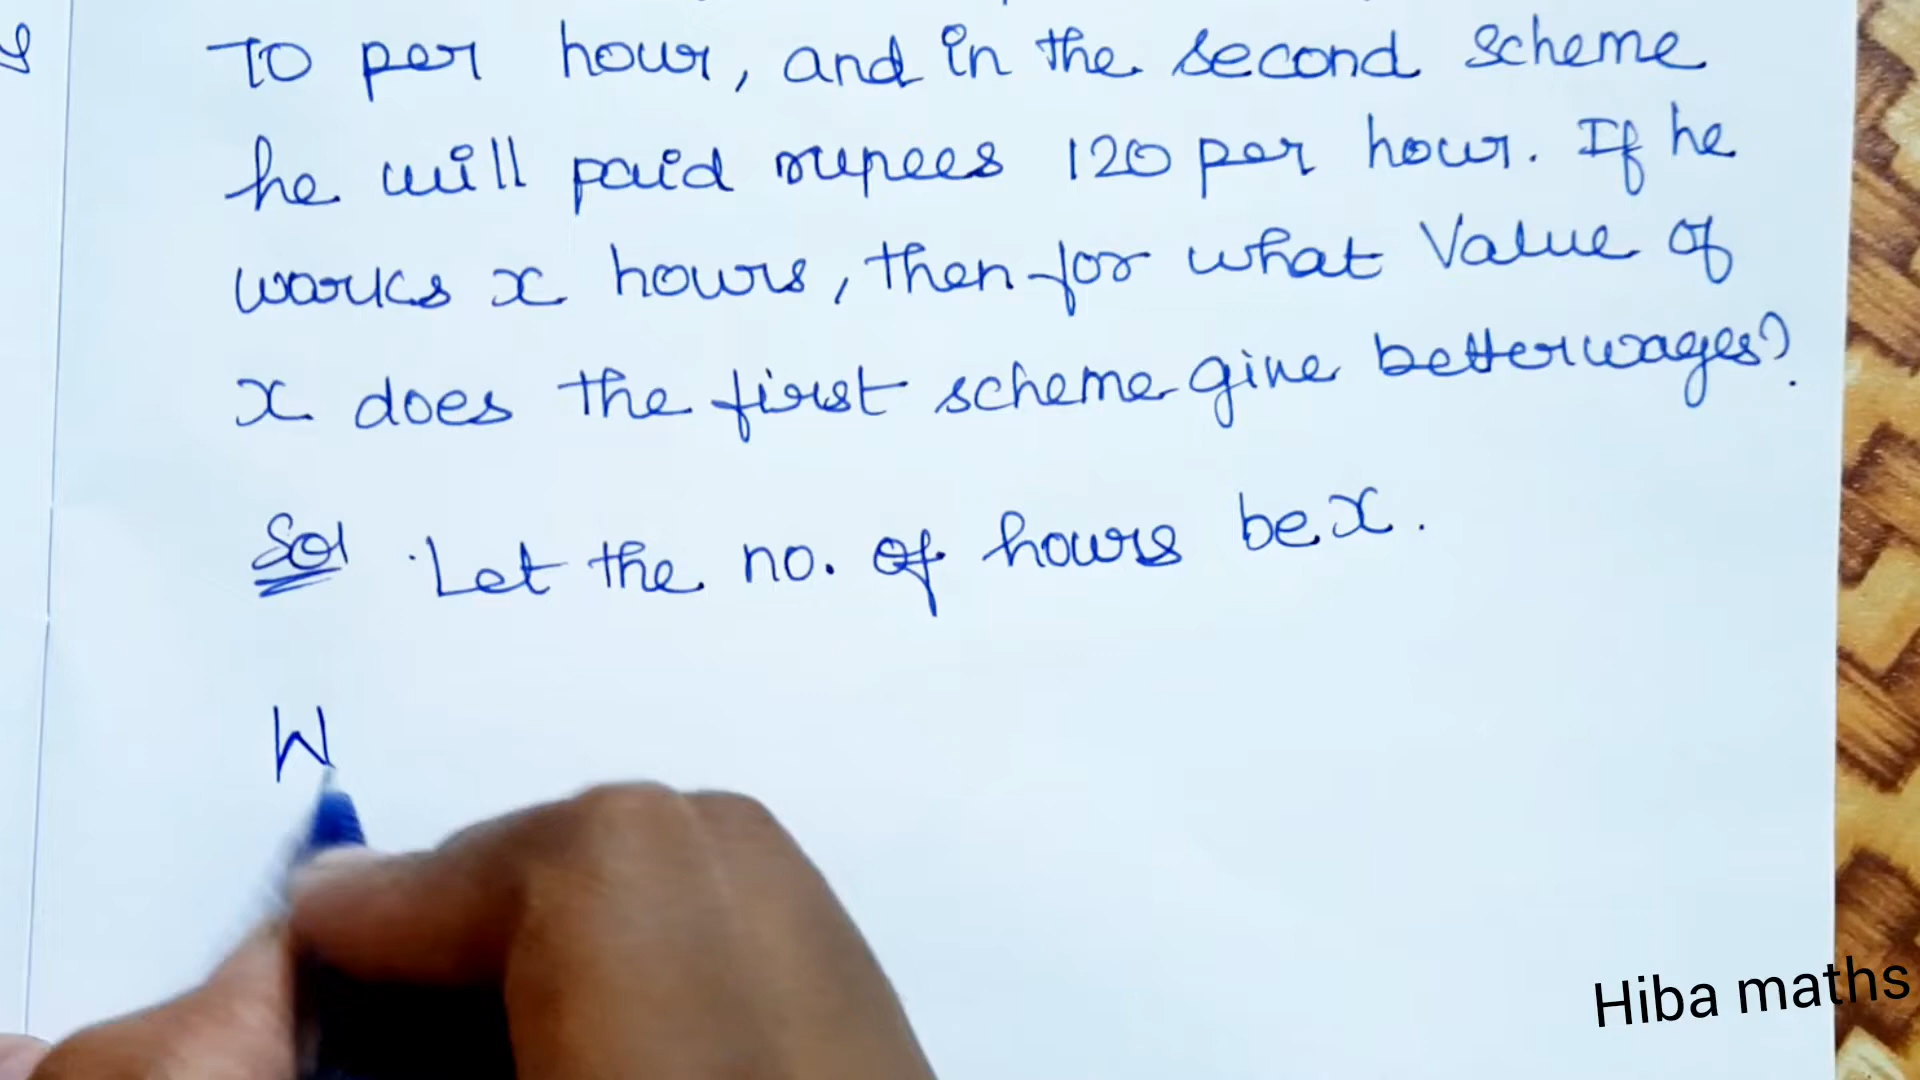 70 per hour, and in the second scheme
he will paid rupees 120 per hour. If he
works x hours, then for what Value of
x does the first scheme give better wages?
Sol Let the no. of hours be x.
W
Hiba maths